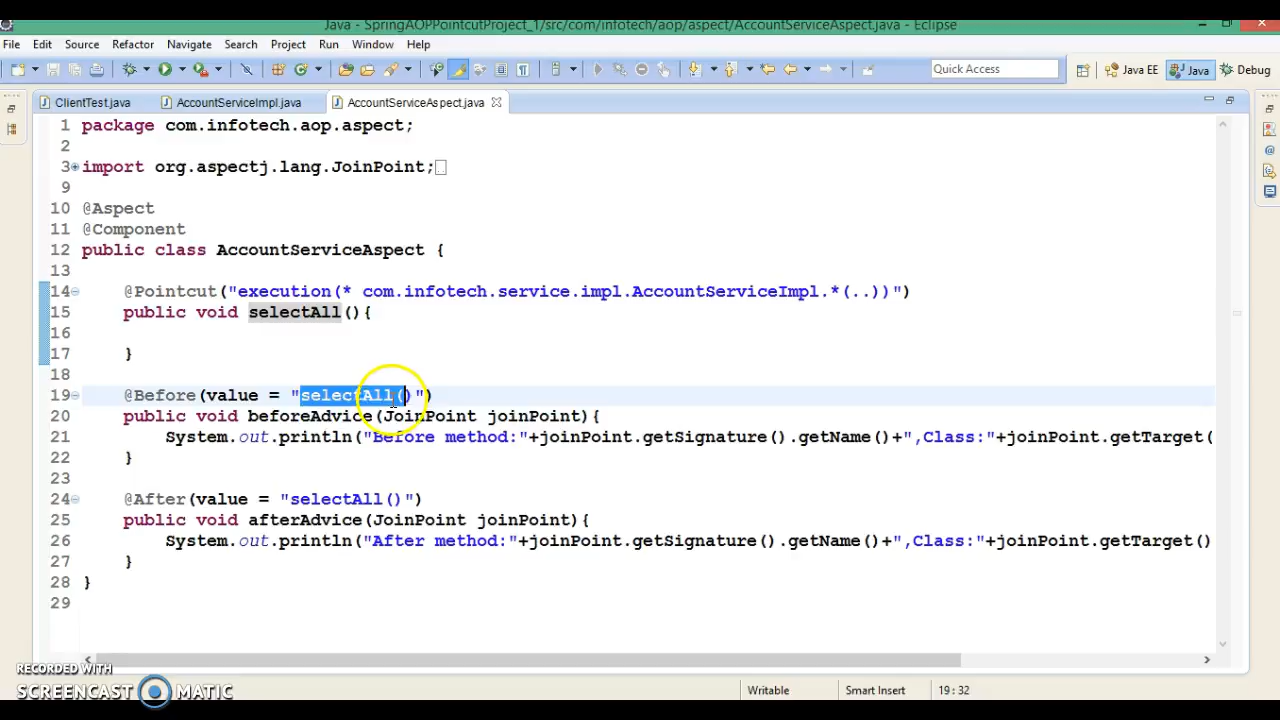 Java - SpringAOPPointcutProject_1/src/com/infotech/aop/aspect/AccountServiceAspect.java - Eclipse
File Edit Source Refactor Navigate Search Project Run Window Help
Quick Access Java EE Java Debug
ClientTest.java AccountServiceImpl.java AccountServiceAspect.java
1 package com.infotech.aop.aspect;
2
3 import org.aspectj.lang.JoinPoint;
9
10 @Aspect
11 @Component
12 public class AccountServiceAspect {
13
14 @Pointcut("execution(* com.infotech.service.impl.AccountServiceImpl.*(..))")
15 public void selectAll(){
16
17 }
18
19 @Before(value = "selectAll()")
20 public void beforeAdvice(JoinPoint joinPoint){
21 System.out.println("Before method:"+joinPoint.getSignature().getName()+",Class:"+joinPoint.getTarget(
22 }
23
24 @After(value = "selectAll()")
25 public void afterAdvice(JoinPoint joinPoint){
26 System.out.println("After method:"+joinPoint.getSignature().getName()+",Class:"+joinPoint.getTarget()
27 }
28 }
29
RECORDED WITH
SCREENCAST MATIC
Writable Smart Insert 19 : 32